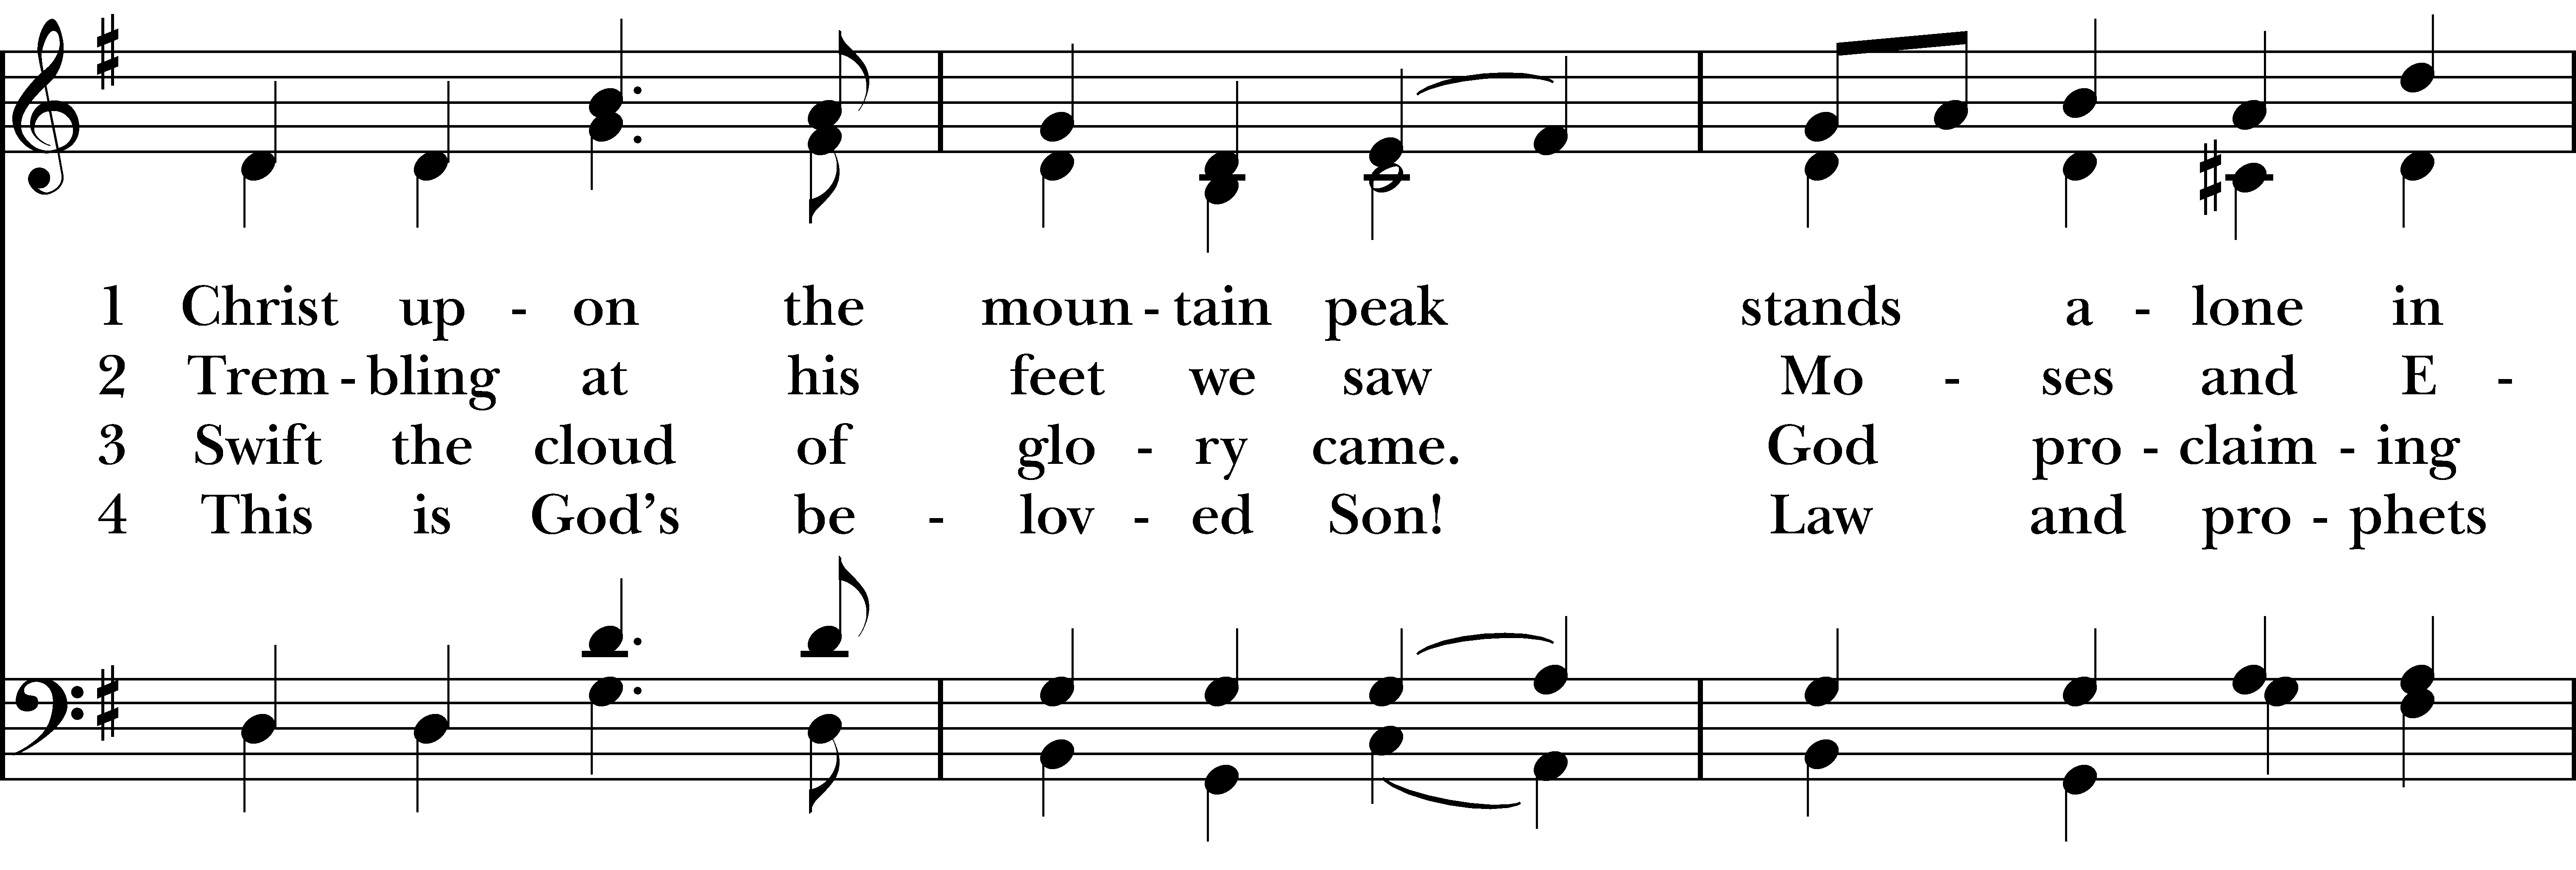 1 Christ up - on the moun - tain peak stands a - lone in
2 Trem - bling at his feet we saw Mo - ses and E -
3 Swift the cloud of glo - ry came. God pro - claim - ing
4 This is God’s be - lov - ed Son! Law and pro - phets